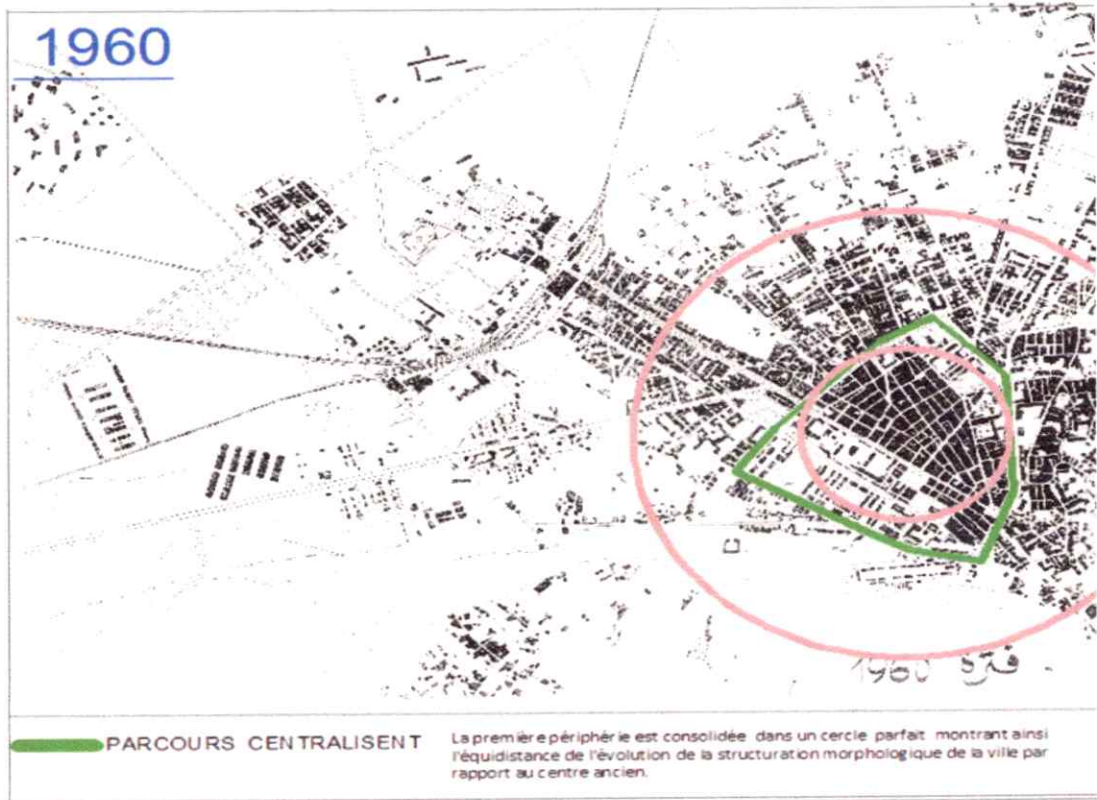 1960
1960 فترة
PARCOURS CENTRALISENT
La première périphérie est consolidée dans un cercle parfait montrant ainsi
l'équidistance de l'évolution de la structuration morphologique de la ville par
rapport au centre ancien.